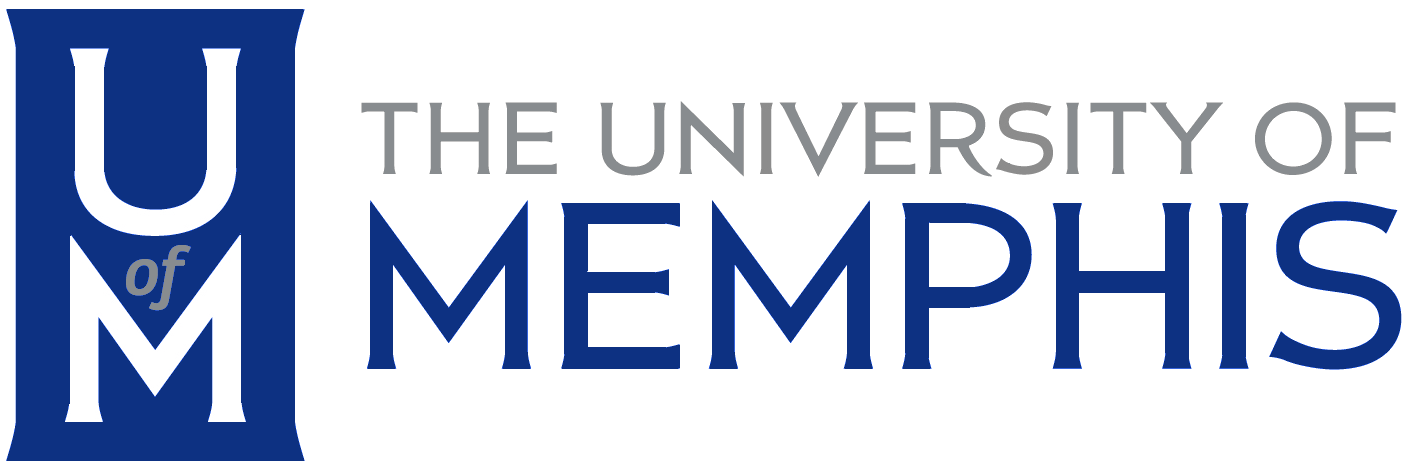 U
of
M
THE UNIVERSITY OF
MEMPHIS